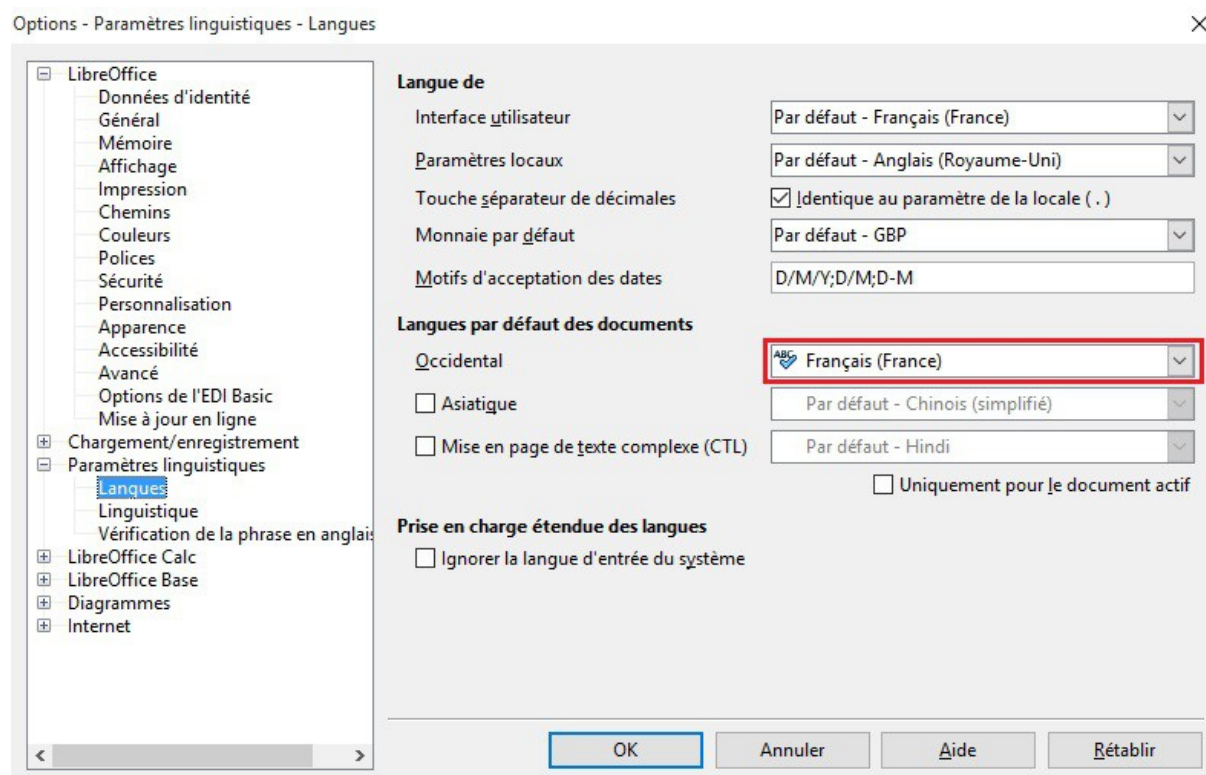 Options - Paramètres linguistiques - Langues
LibreOffice
Données d'identité
Général
Mémoire
Affichage
Impression
Chemins
Couleurs
Polices
Sécurité
Personnalisation
Apparence
Accessibilité
Avancé
Options de l'EDI Basic
Mise à jour en ligne
Chargement/enregistrement
Paramètres linguistiques
Langues
Linguistique
Vérification de la phrase en anglais
LibreOffice Calc
LibreOffice Base
Diagrammes
Internet
Langue de
Interface utilisateur Par défaut - Français (France)
Paramètres locaux Par défaut - Anglais (Royaume-Uni)
Touche séparateur de décimales Identique au paramètre de la locale ( . )
Monnaie par défaut Par défaut - GBP
Motifs d'acceptation des dates D/M/Y;D/M;D-M
Langues par défaut des documents
Occidental ABC Français (France)
Asiatique Par défaut - Chinois (simplifié)
Mise en page de texte complexe (CTL) Par défaut - Hindi
Uniquement pour le document actif
Prise en charge étendue des langues
Ignorer la langue d'entrée du système
OK Annuler Aide Rétablir